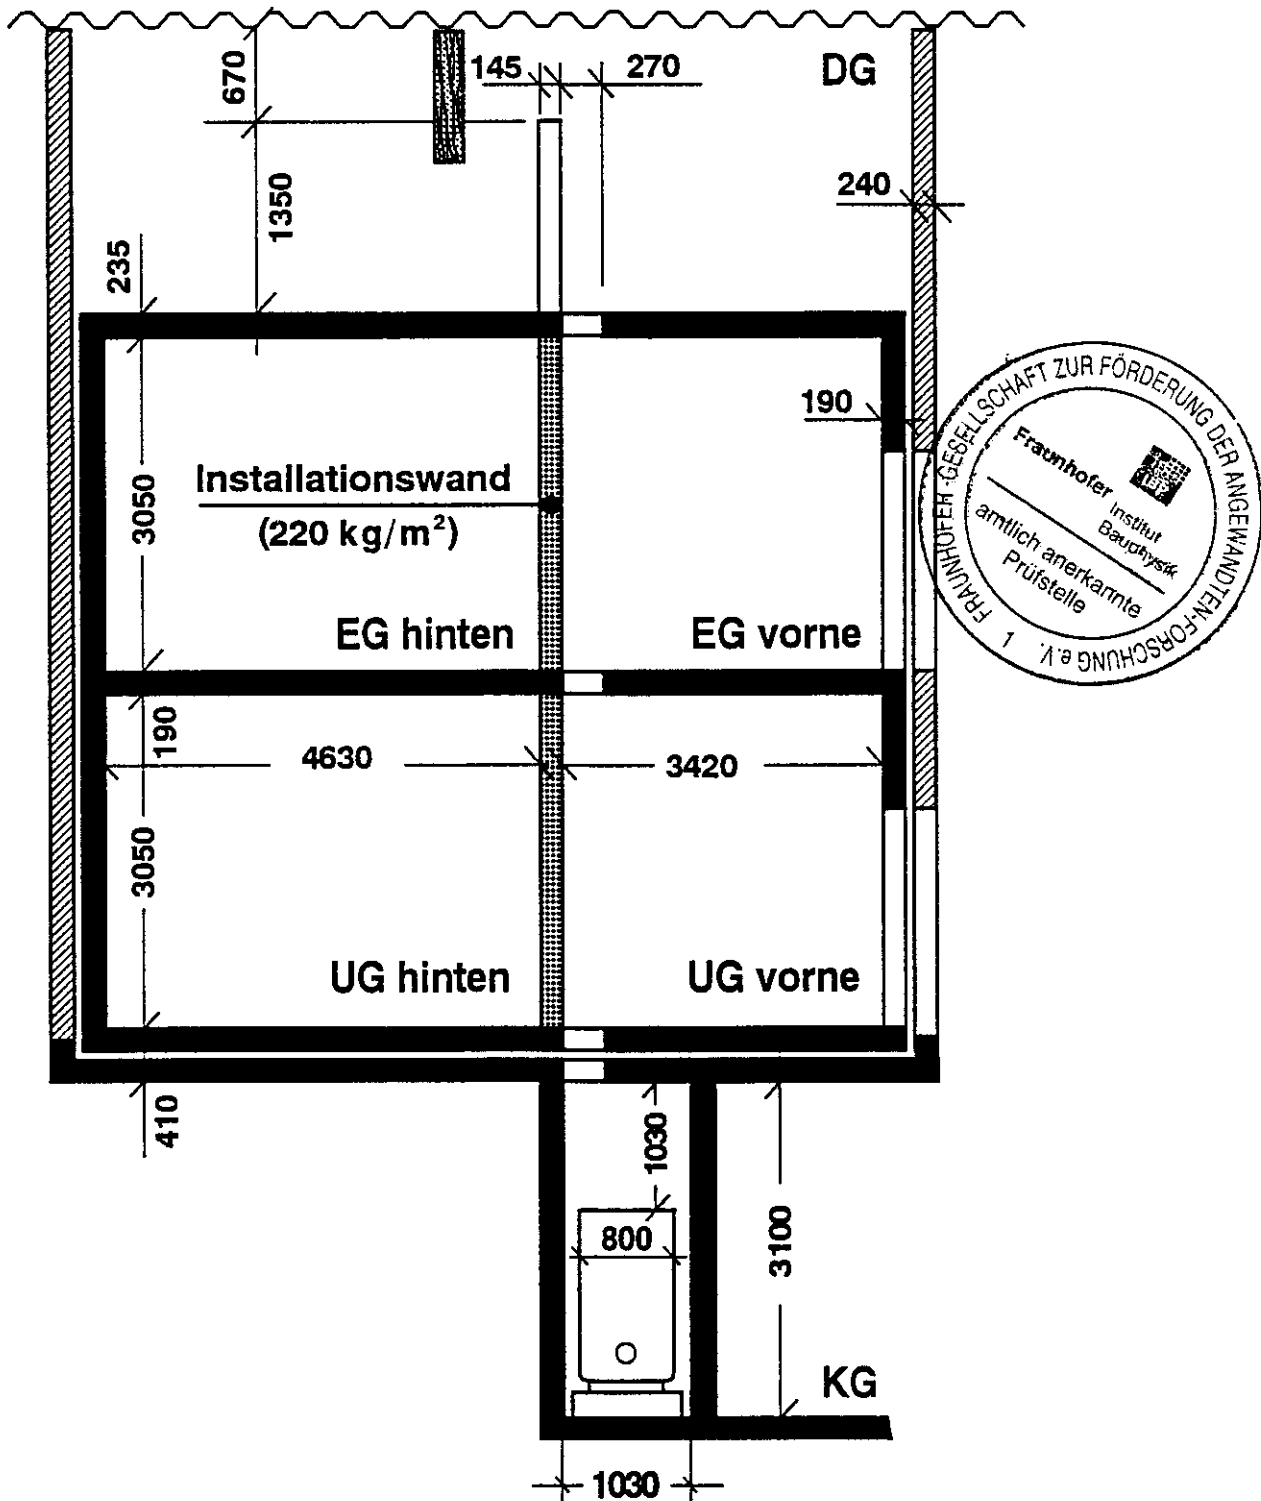 670
145
270
DG
1350
240
235
190
3050
Installationswand
(220 kg/m²)
EG hinten
EG vorne
FRAUNHOFER-GESELLSCHAFT ZUR FÖRDERUNG DER ANGEWANDTEN-FORSCHUNG e.V.
1
Fraunhofer Institut
Bauphysik
amtlich anerkannte
Prüfstelle
190
4630
3420
3050
UG hinten
UG vorne
410
1030
800
3100
KG
1030